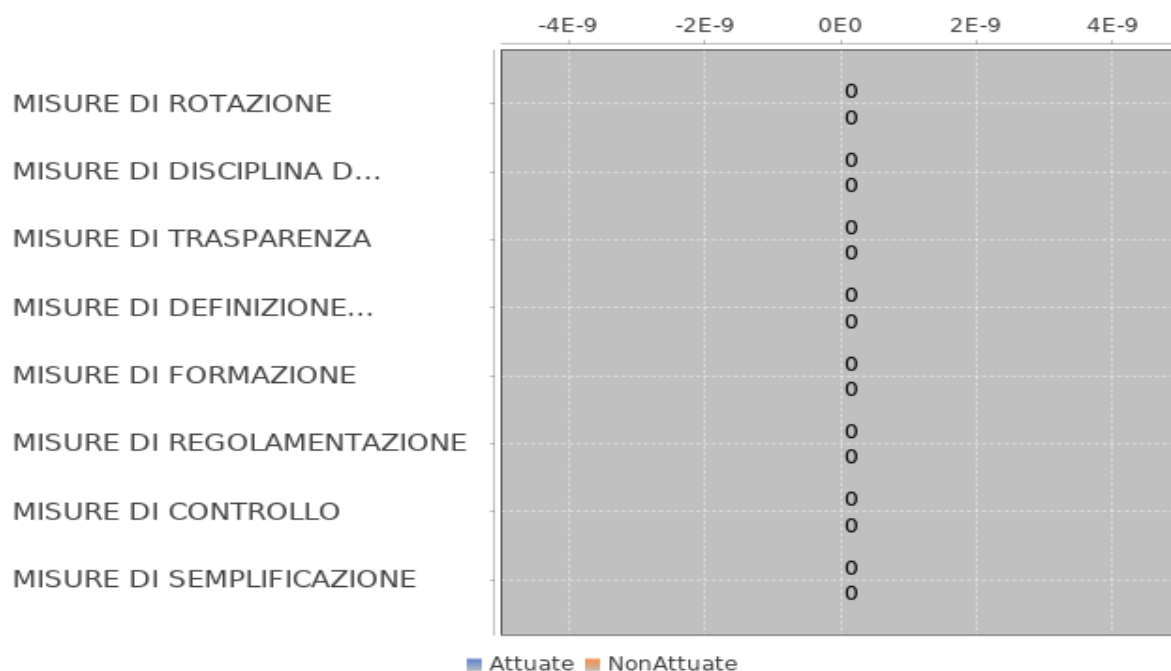 -4E-9 -2E-9 0E0 2E-9 4E-9
MISURE DI ROTAZIONE 0
0
MISURE DI DISCIPLINA D... 0
0
MISURE DI TRASPARENZA 0
0
MISURE DI DEFINIZIONE... 0
0
MISURE DI FORMAZIONE 0
0
MISURE DI REGOLAMENTAZIONE 0
0
MISURE DI CONTROLLO 0
0
MISURE DI SEMPLIFICAZIONE 0
0
Attuate NonAttuate